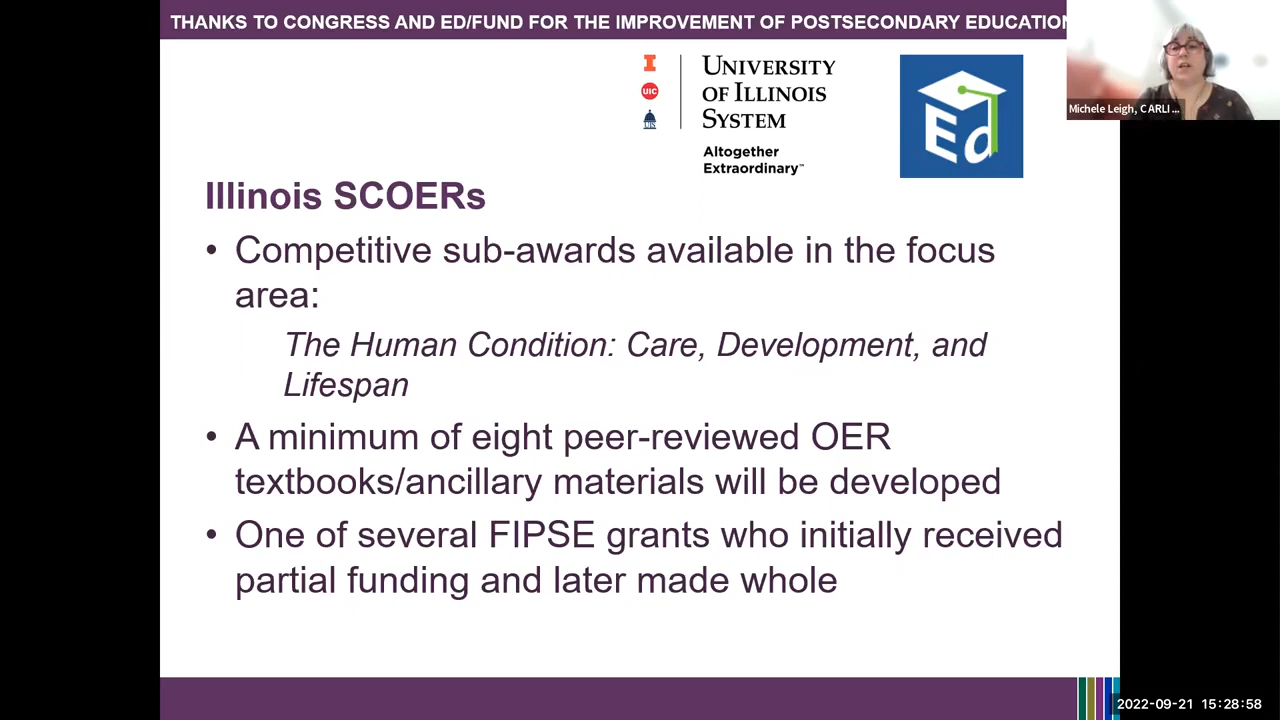 THANKS TO CONGRESS AND ED/FUND FOR THE IMPROVEMENT OF POSTSECONDARY EDUCATION
I
UIC
UIS
UNIVERSITY
OF ILLINOIS
SYSTEM
Altogether
Extraordinary™
Ed
Michele Leigh, CARLI ...
Illinois SCOERs
• Competitive sub-awards available in the focus
area:
The Human Condition: Care, Development, and
Lifespan
• A minimum of eight peer-reviewed OER
textbooks/ancillary materials will be developed
• One of several FIPSE grants who initially received
partial funding and later made whole
2022-09-21 15:28:58